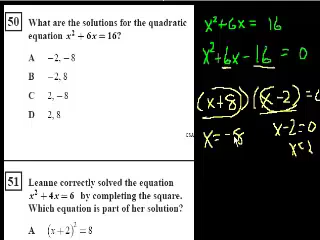 50 What are the solutions for the quadratic
equation x² + 6x = 16?
A −2, −8
B −2, 8
C 2, −8
D 2, 8
51 Leanne correctly solved the equation
x² + 4x = 6 by completing the square.
Which equation is part of her solution?
A (x + 2)² = 8
x² + 6x = 16
x² + 6x − 16 = 0
(x + 8) (x − 2) = 0
x = −8 x − 2 = 0
x = 2